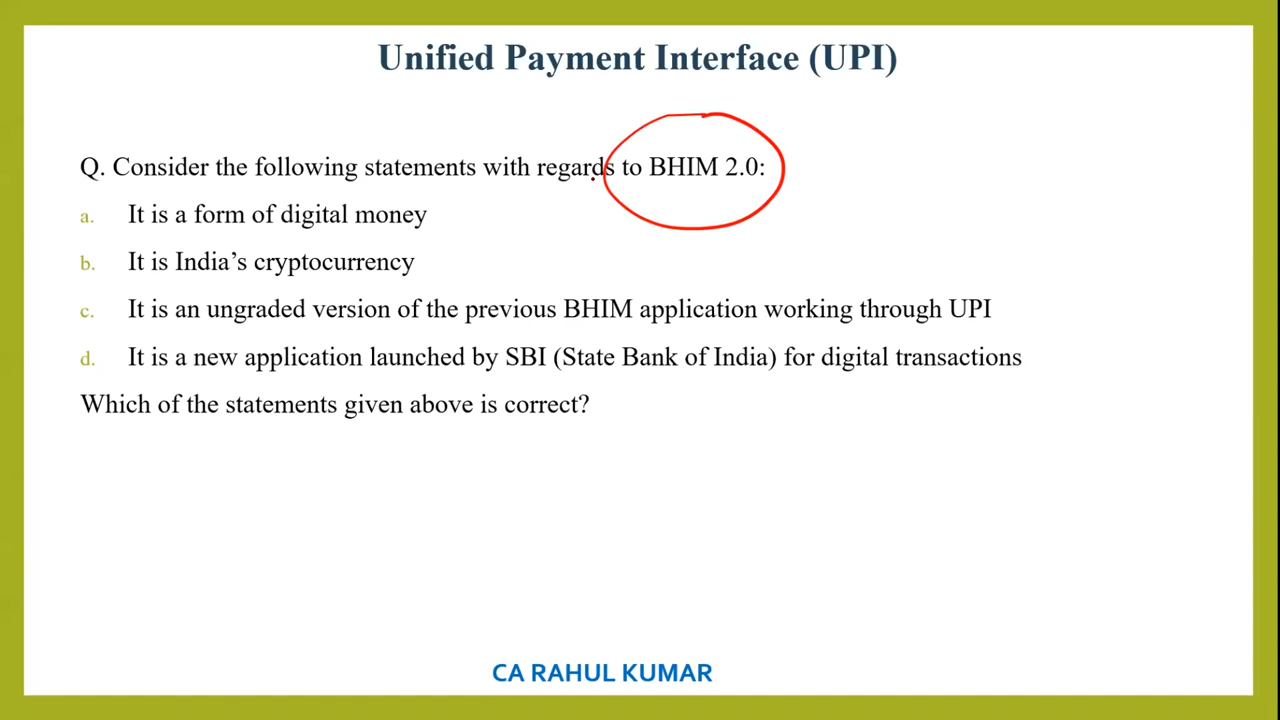 Unified Payment Interface (UPI)
Q. Consider the following statements with regards to BHIM 2.0:
a. It is a form of digital money
b. It is India’s cryptocurrency
c. It is an ungraded version of the previous BHIM application working through UPI
d. It is a new application launched by SBI (State Bank of India) for digital transactions
Which of the statements given above is correct?
CA RAHUL KUMAR